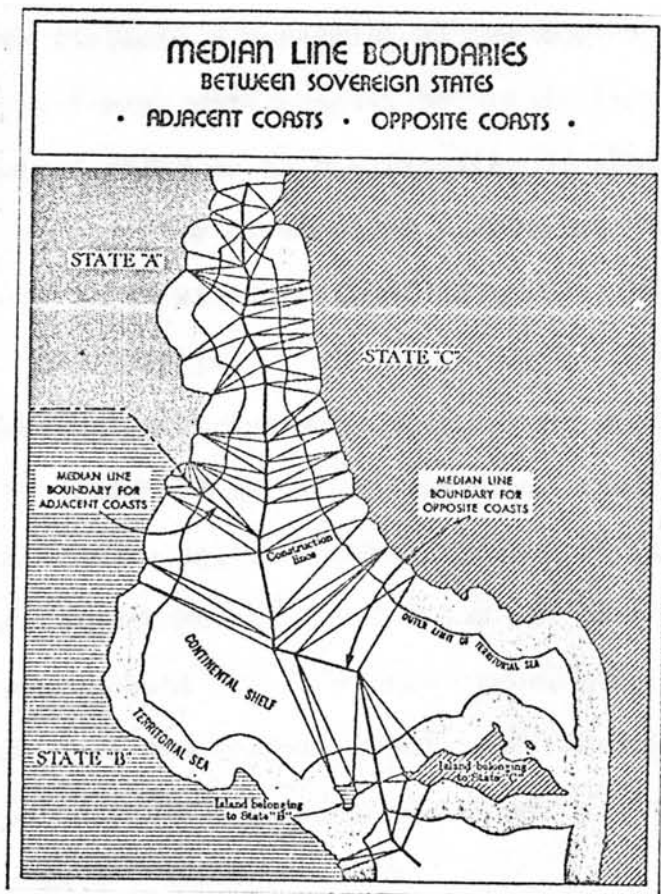 MEDIAN LINE BOUNDARIES
BETWEEN SOVEREIGN STATES
• ADJACENT COASTS • OPPOSITE COASTS •
STATE "A"
STATE "C"
MEDIAN LINE
BOUNDARY FOR
ADJACENT COASTS
MEDIAN LINE
BOUNDARY FOR
OPPOSITE COASTS
Construction
lines
OUTER LIMIT OF TERRITORIAL SEA
CONTINENTAL SHELF
TERRITORIAL SEA
STATE "B"
Island belonging
to State "C"
Island belonging
to State "B"